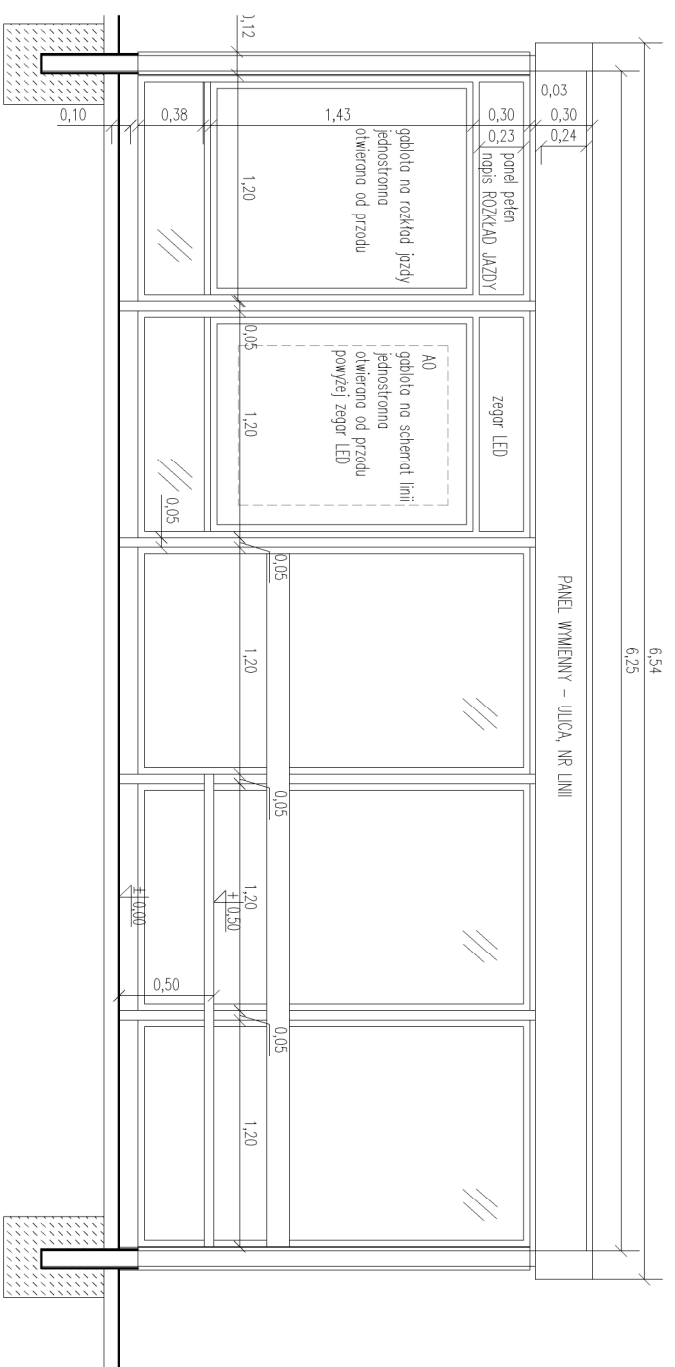 6,54
6,25
PANEL WYMIENNY - ULICA, NR LINII
0,03
0,30
0,24
0,30
0,23
panel pełen
napis ROZKŁAD JAZDY
zegar LED
1,43
gablota na rozkład jazdy
jednostronna
otwierana od przodu
A0
gablota na schemat linii
jednostronna
otwierana od przodu
powyżej zegar LED
0,12
1,20
0,05
1,20
0,05
0,05
1,20
0,05
1,20
0,05
1,20
0,38
0,10
+ 0,50
± 0,00
0,50